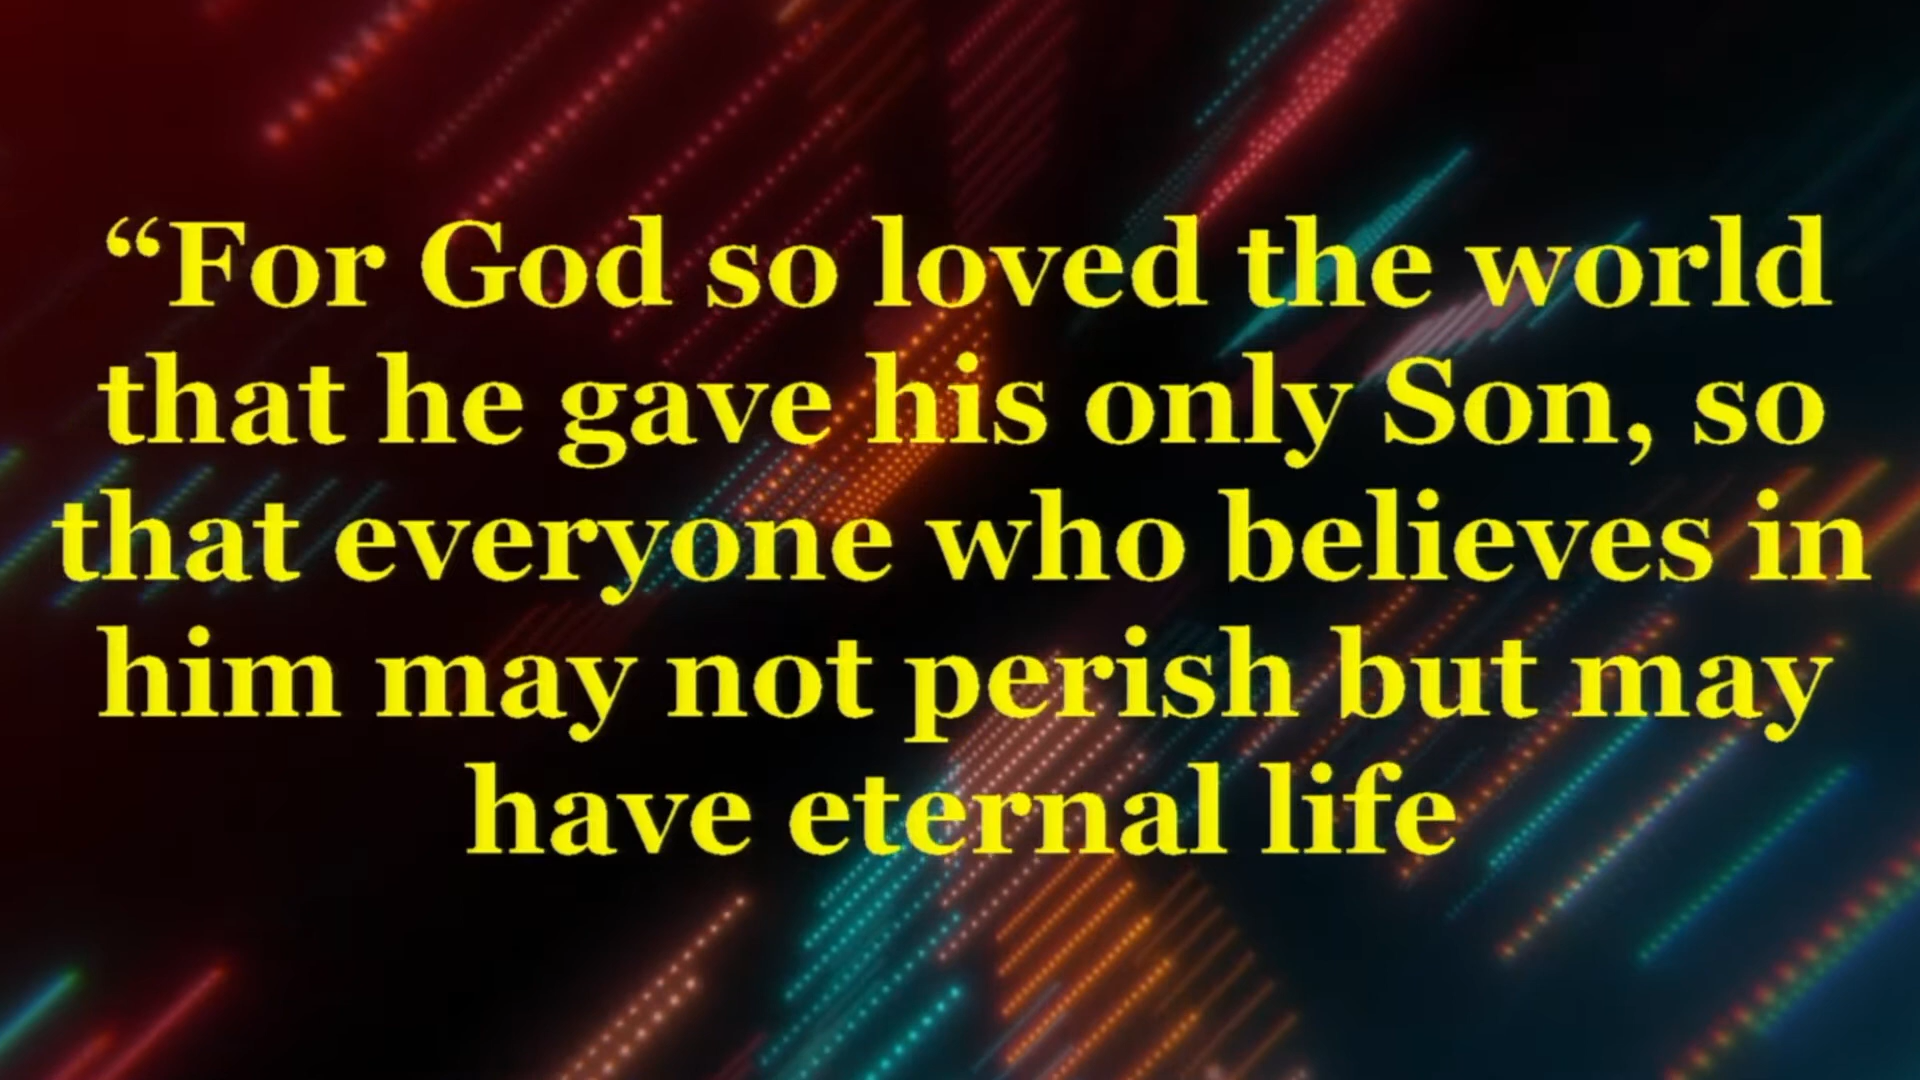 “For God so loved the world
that he gave his only Son, so
that everyone who believes in
him may not perish but may
have eternal life